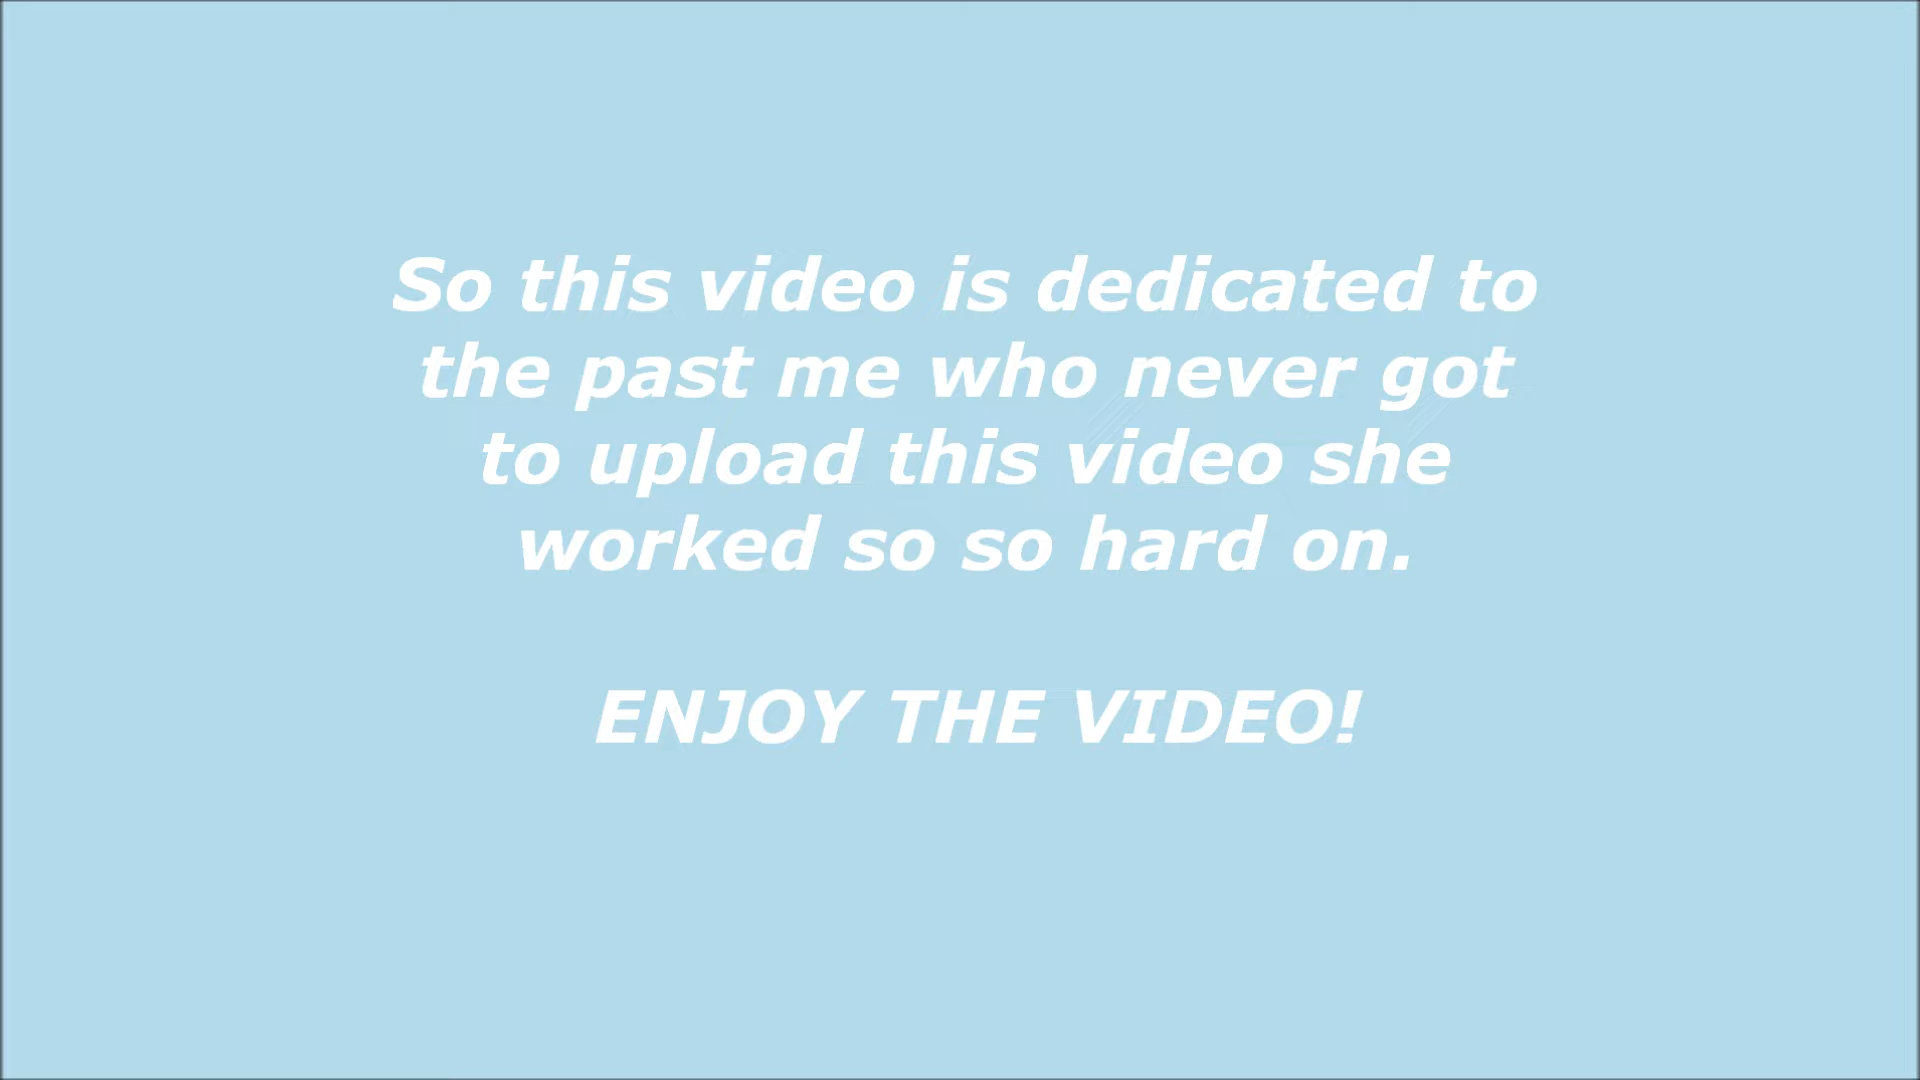 So this video is dedicated to
the past me who never got
to upload this video she
worked so so hard on.
ENJOY THE VIDEO!